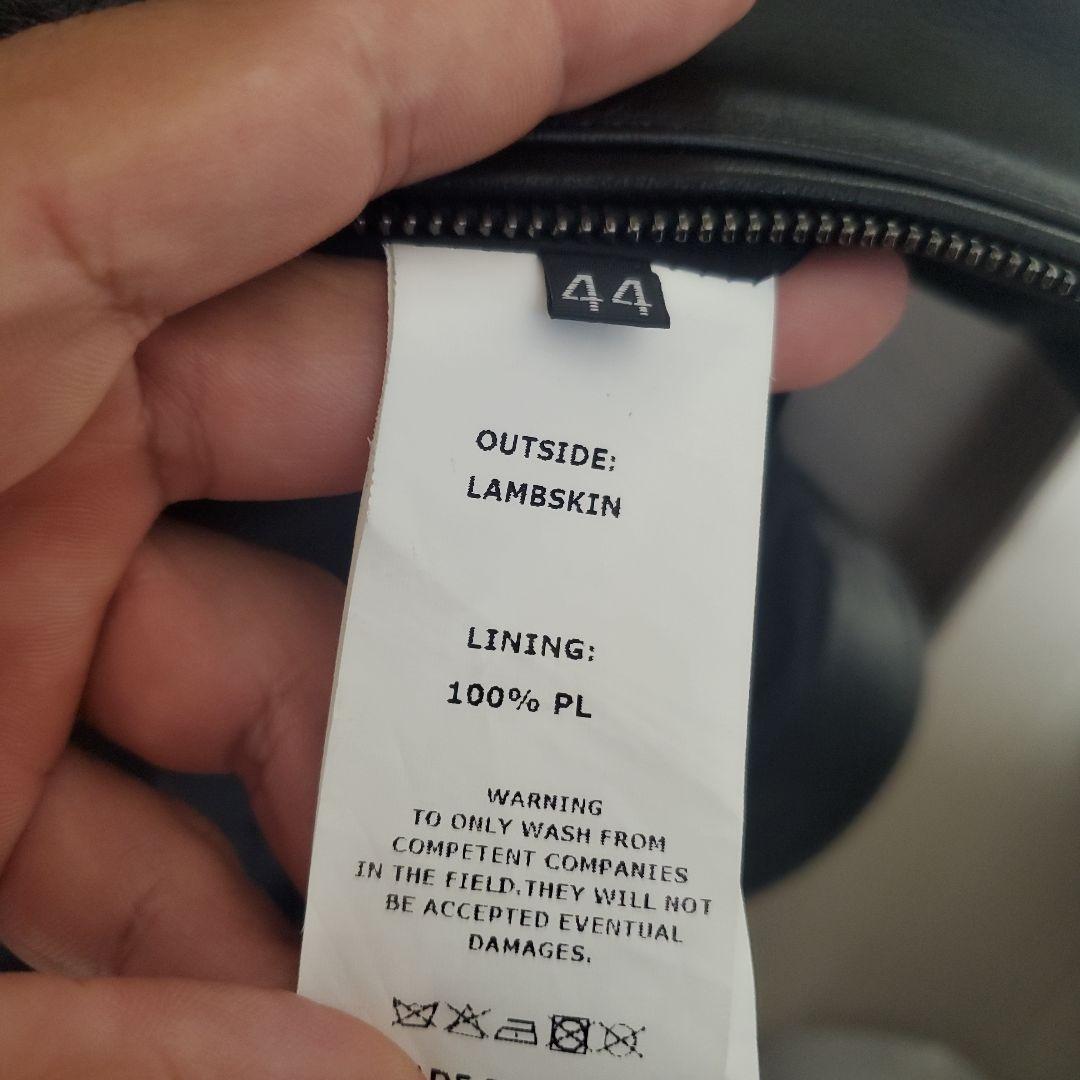 44
OUTSIDE:
LAMBSKIN
LINING:
100% PL
WARNING
TO ONLY WASH FROM
COMPETENT COMPANIES
IN THE FIELD.THEY WILL NOT
BE ACCEPTED EVENTUAL
DAMAGES.